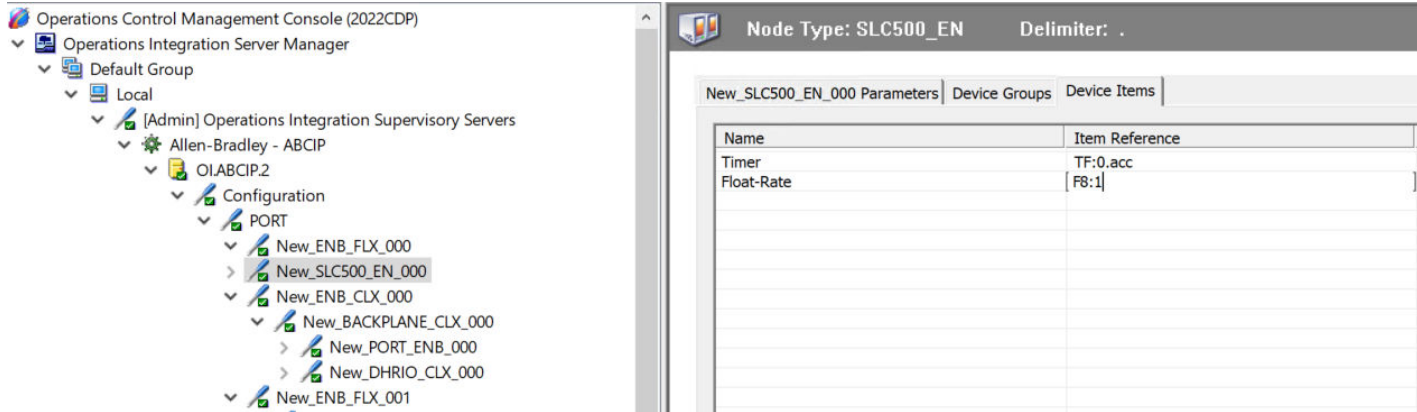 Operations Control Management Console (2022CDP)
Operations Integration Server Manager
Default Group
Local
[Admin] Operations Integration Supervisory Servers
Allen-Bradley - ABCIP
OI.ABCIP.2
Configuration
PORT
New_ENB_FLX_000
New_SLC500_EN_000
New_ENB_CLX_000
New_BACKPLANE_CLX_000
New_PORT_ENB_000
New_DHRIO_CLX_000
New_ENB_FLX_001
Node Type: SLC500_EN Delimiter: .
New_SLC500_EN_000 Parameters Device Groups Device Items
Name Item Reference
Timer TF:0.acc
Float-Rate F8:1